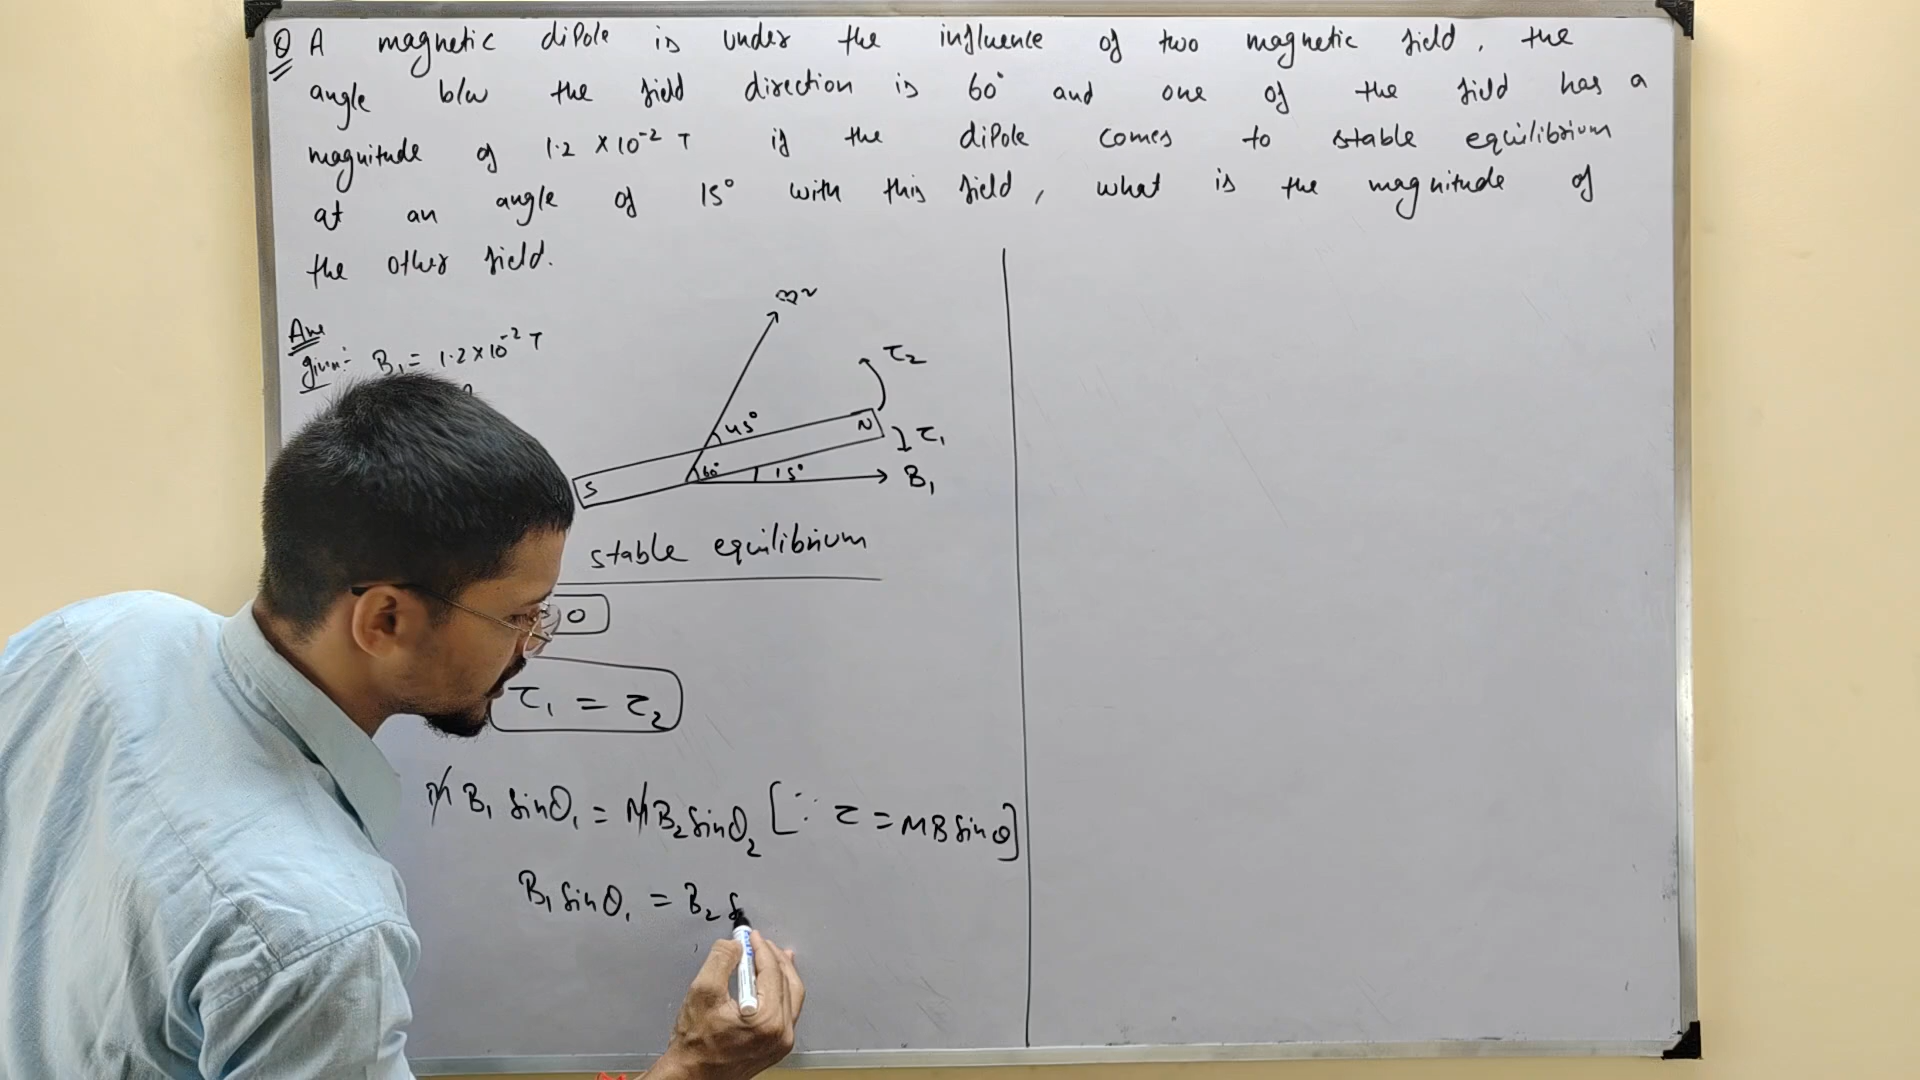 Q A magnetic dipole is under the influence of two magnetic field, the
angle b/w the field direction is 60° and one of the field has a
magnitude of 1.2 × 10⁻² T if the dipole comes to stable equilibrium
at an angle of 15° with this field, what is the magnitude of
the other field.
Ans
given:- B₁ = 1.2 × 10⁻² T
τ₂
45°
N
τ₁
S
60°
15°
B₁
stable equilibrium
0
τ₁ = τ₂
M B₁ sinθ₁ = M B₂ sinθ₂ [∵ τ = MB sin θ]
B₁ sinθ₁ = B₂ s